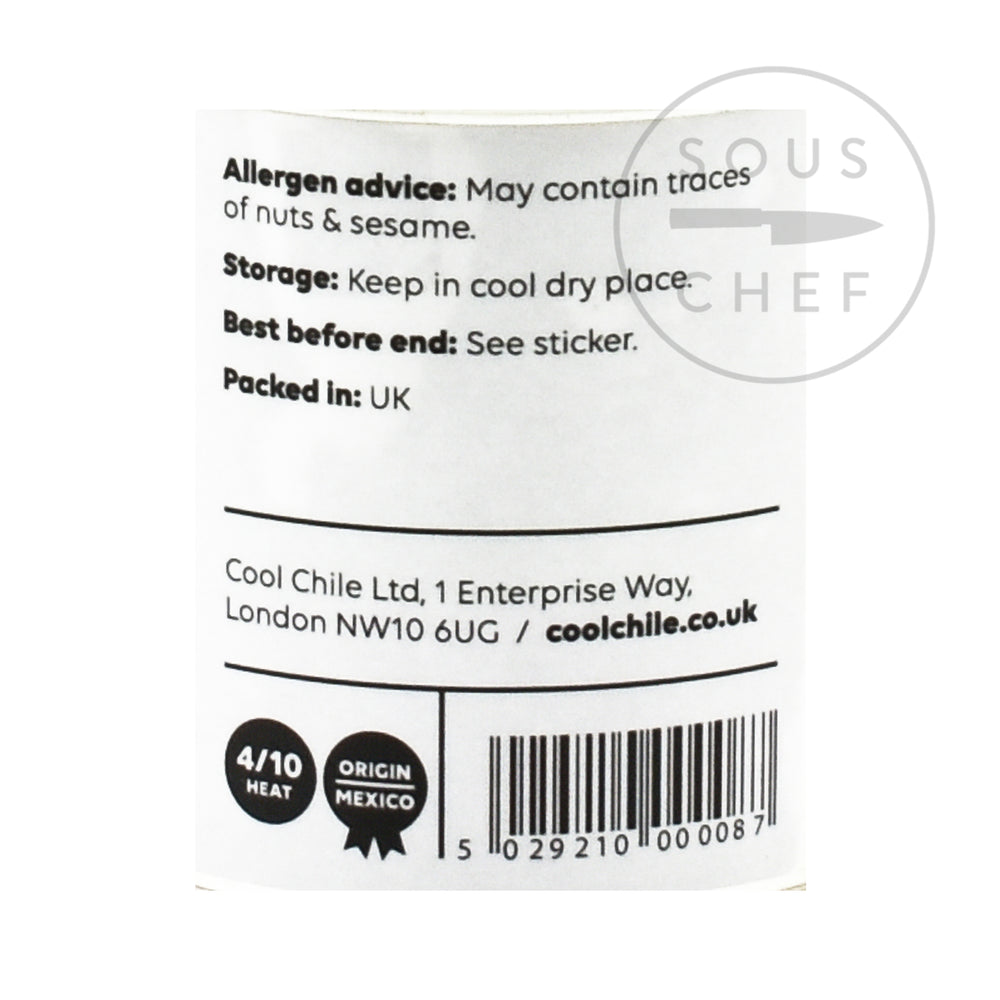 SOUS
CHEF
Allergen advice: May contain traces
of nuts & sesame.
Storage: Keep in cool dry place.
Best before end: See sticker.
Packed in: UK
Cool Chile Ltd, 1 Enterprise Way,
London NW10 6UG / coolchile.co.uk
4/10
HEAT
ORIGIN
MEXICO
5 029210 000087